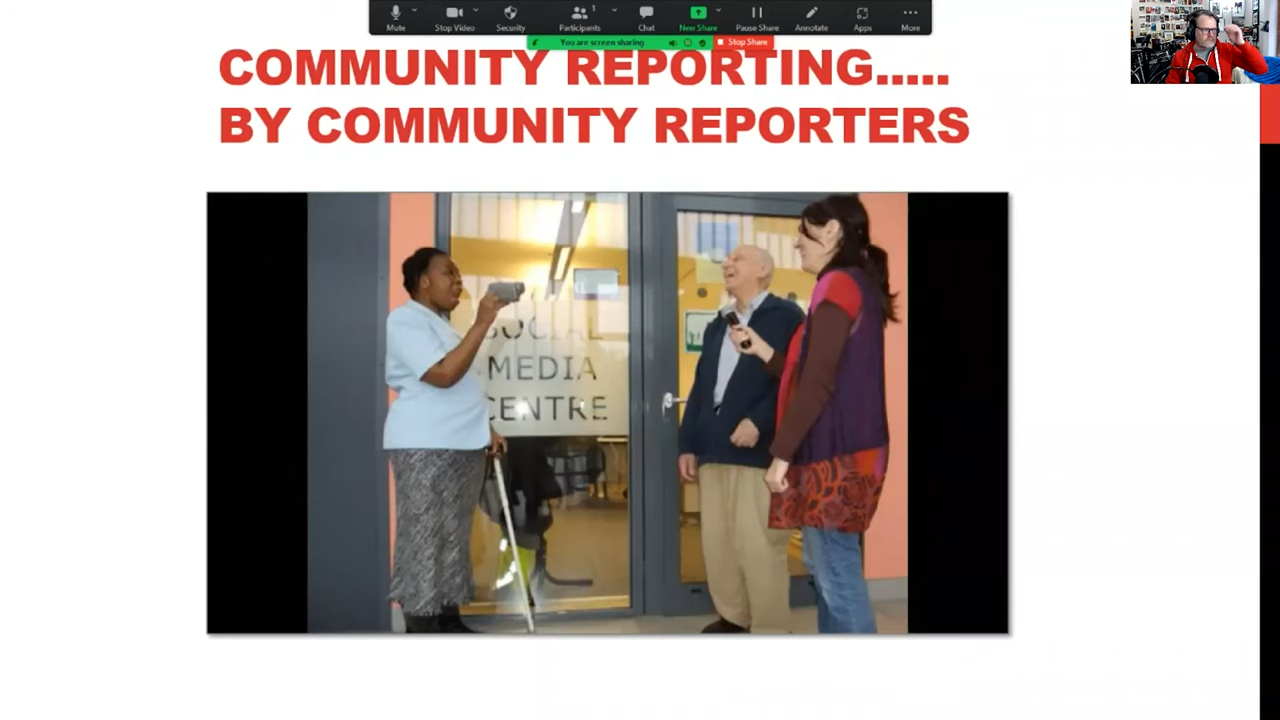 Mute
Stop Video
Security
Participants
1
Chat
New Share
Pause Share
Annotate
Apps
More
You are screen sharing
Stop Share
COMMUNITY REPORTING.....
BY COMMUNITY REPORTERS
SOCIAL
MEDIA
CENTRE